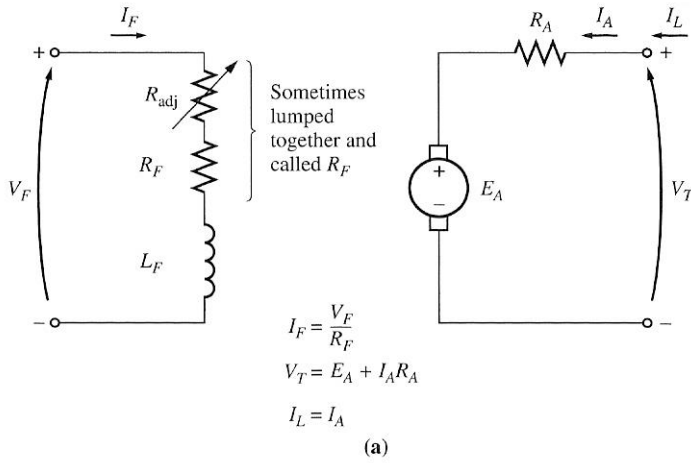 I_F
R_A
I_A
I_L
+
+
R_adj
Sometimes
lumped
together and
called R_F
R_F
V_F
+
−
E_A
V_T
L_F
−
−
I_F = V_F / R_F
V_T = E_A + I_A R_A
I_L = I_A
(a)